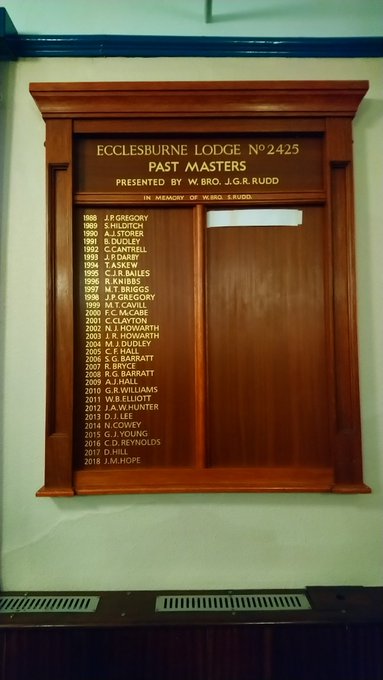 ECCLESBURNE LODGE No 2425
PAST MASTERS
PRESENTED BY W. BRO. J.G.R. RUDD
IN MEMORY OF W.BRO. S.RUDD.
1988 J.P. GREGORY
1989 S. HILDITCH
1990 A.J. STORER
1991 B. DUDLEY
1992 C. CANTRELL
1993 J.P. DARBY
1994 T. ASKEW
1995 C.J.R. BAILES
1996 R. KNIBBS
1997 M.T. BRIGGS
1998 J.P. GREGORY
1999 M.T. CAVILL
2000 F.C. McCABE
2001 C. CLAYTON
2002 N.J. HOWARTH
2003 J.R. HOWARTH
2004 M.J. DUDLEY
2005 C.F. HALL
2006 S.G. BARRATT
2007 R. BRYCE
2008 R.G. BARRATT
2009 A.J. HALL
2010 G.R. WILLIAMS
2011 W.B. ELLIOTT
2012 J.A.W. HUNTER
2013 D.J. LEE
2014 N. COWEY
2015 G.J. YOUNG
2016 C.D. REYNOLDS
2017 D. HILL
2018 J.M. HOPE